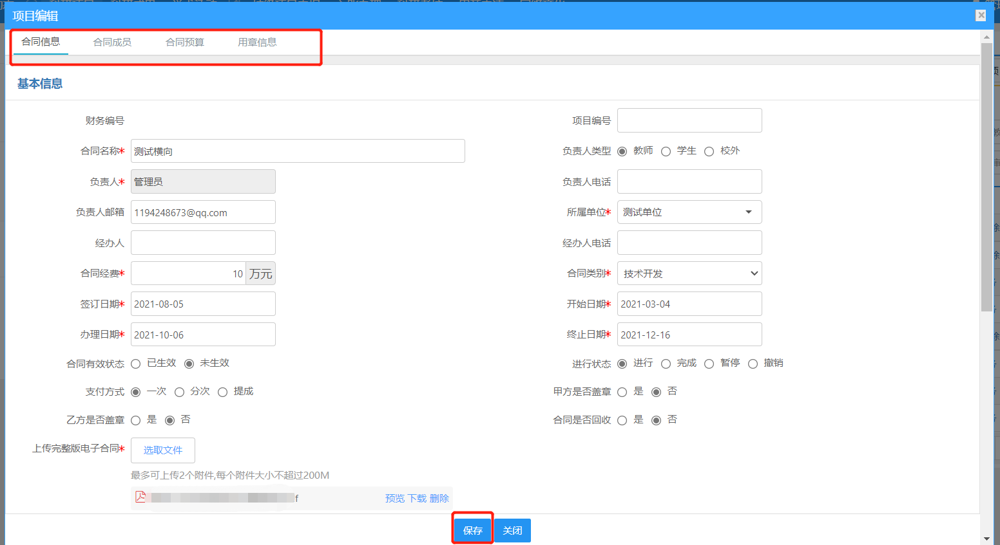 项目编辑
合同信息 合同成员 合同预算 用章信息
基本信息
财务编号 项目编号
合同名称* 测试横向 负责人类型 教师 学生 校外
负责人* 管理员 负责人电话
负责人邮箱 1194248673@qq.com 所属单位* 测试单位
经办人 经办人电话
合同经费* 10 万元 合同类别* 技术开发
签订日期* 2021-08-05 开始日期* 2021-03-04
办理日期* 2021-10-06 终止日期* 2021-12-16
合同有效状态 已生效 未生效 进行状态 进行 完成 暂停 撤销
支付方式 一次 分次 提成 甲方是否盖章 是 否
乙方是否盖章 是 否 合同是否回收 是 否
上传完整版电子合同* 选取文件
最多可上传2个附件,每个附件大小不超过200M
f 预览 下载 删除
保存 关闭